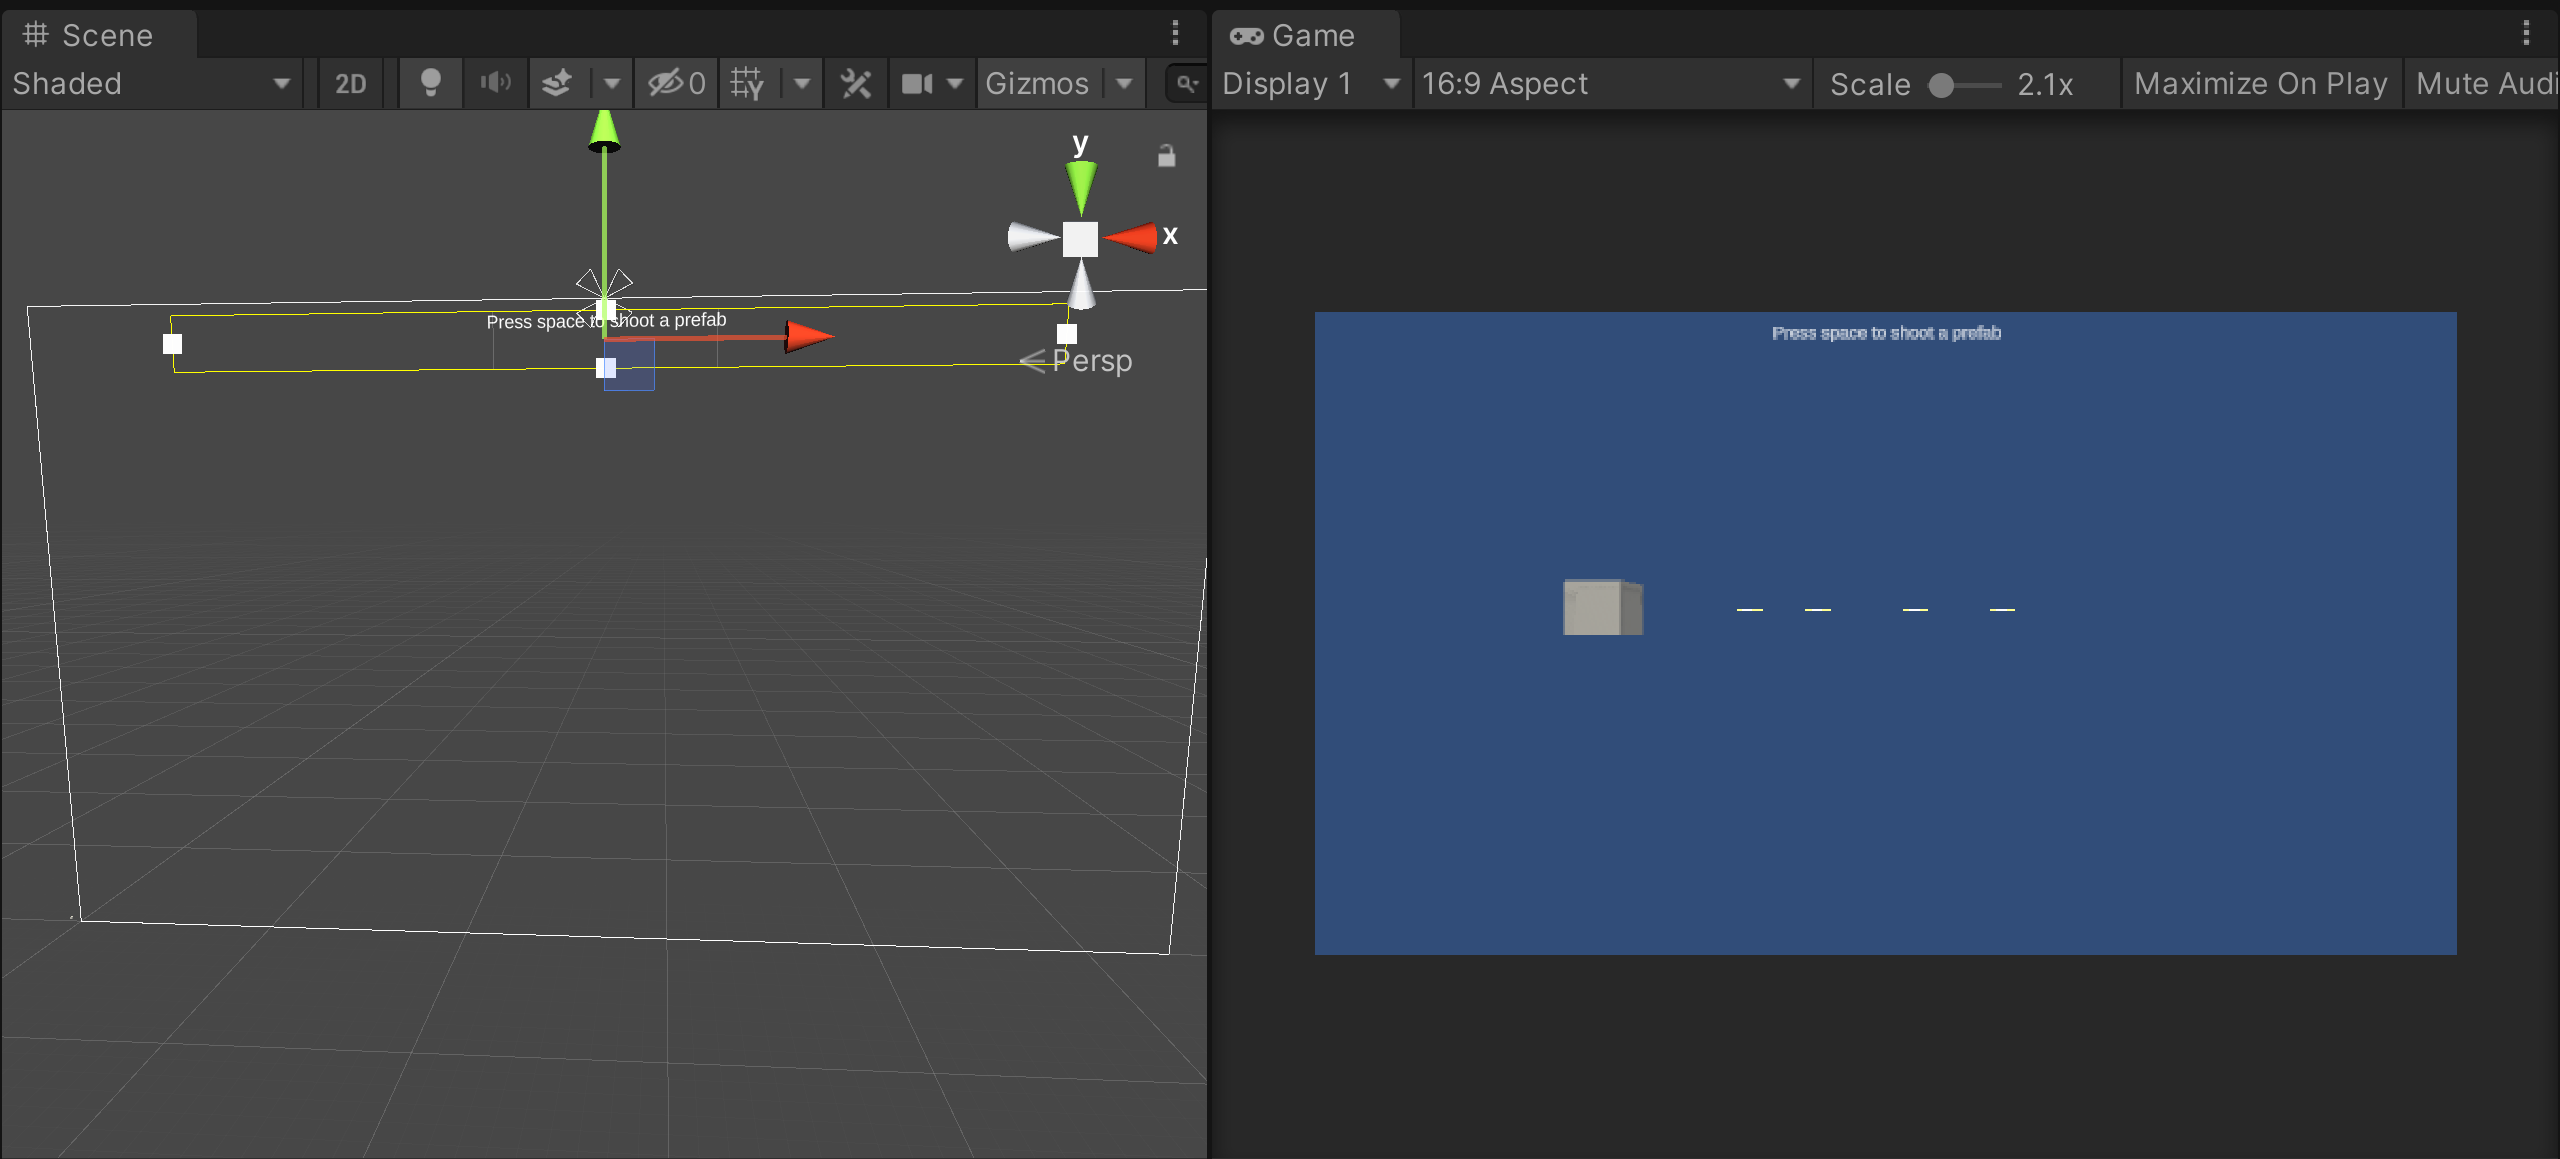 Scene
Shaded
2D
0
Gizmos
y
x
Press space to shoot a prefab
Persp
Game
Display 1
16:9 Aspect
Scale
2.1x
Maximize On Play
Mute Audi
Press space to shoot a prefab